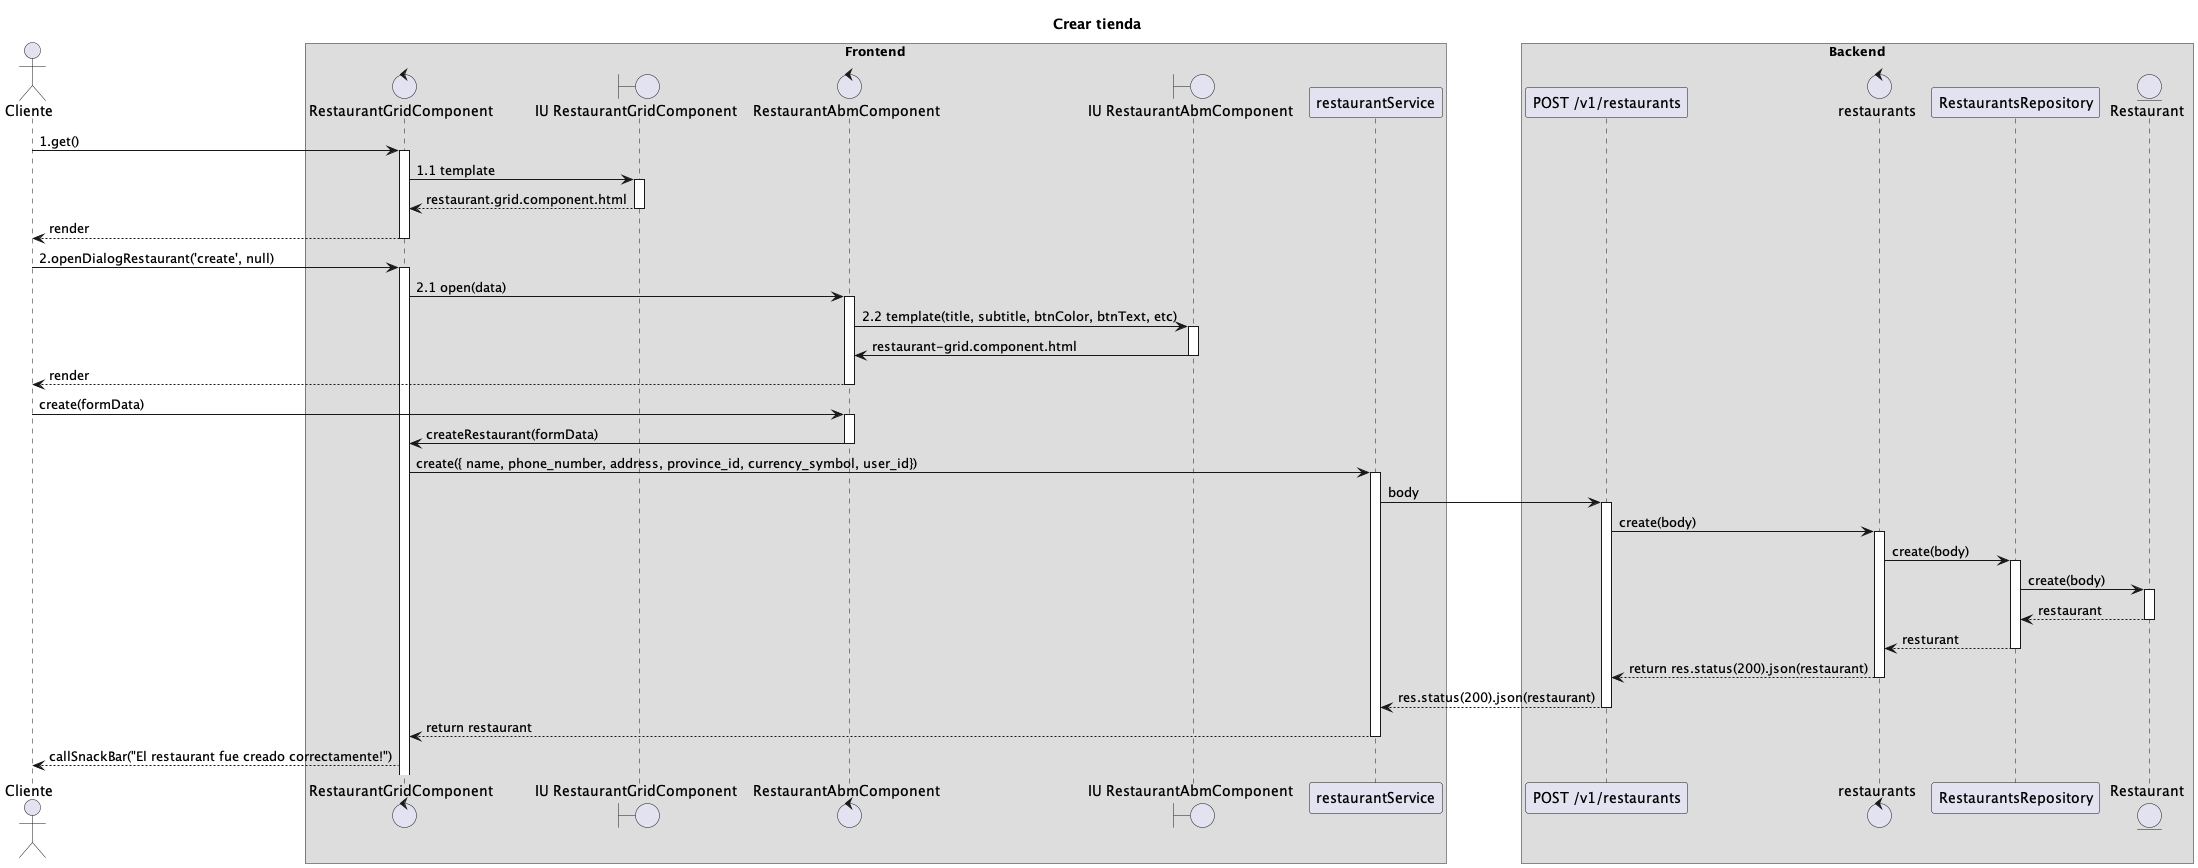 Crear tienda
Frontend
Backend
Cliente
RestaurantGridComponent
IU RestaurantGridComponent
RestaurantAbmComponent
IU RestaurantAbmComponent
restaurantService
POST /v1/restaurants
restaurants
RestaurantsRepository
Restaurant
1.get()
1.1 template
restaurant.grid.component.html
render
2.openDialogRestaurant('create', null)
2.1 open(data)
2.2 template(title, subtitle, btnColor, btnText, etc)
restaurant-grid.component.html
render
create(formData)
createRestaurant(formData)
create({ name, phone_number, address, province_id, currency_symbol, user_id})
body
create(body)
create(body)
create(body)
restaurant
resturant
return res.status(200).json(restaurant)
res.status(200).json(restaurant)
return restaurant
callSnackBar("El restaurant fue creado correctamente!")
Cliente
RestaurantGridComponent
IU RestaurantGridComponent
RestaurantAbmComponent
IU RestaurantAbmComponent
restaurantService
POST /v1/restaurants
restaurants
RestaurantsRepository
Restaurant